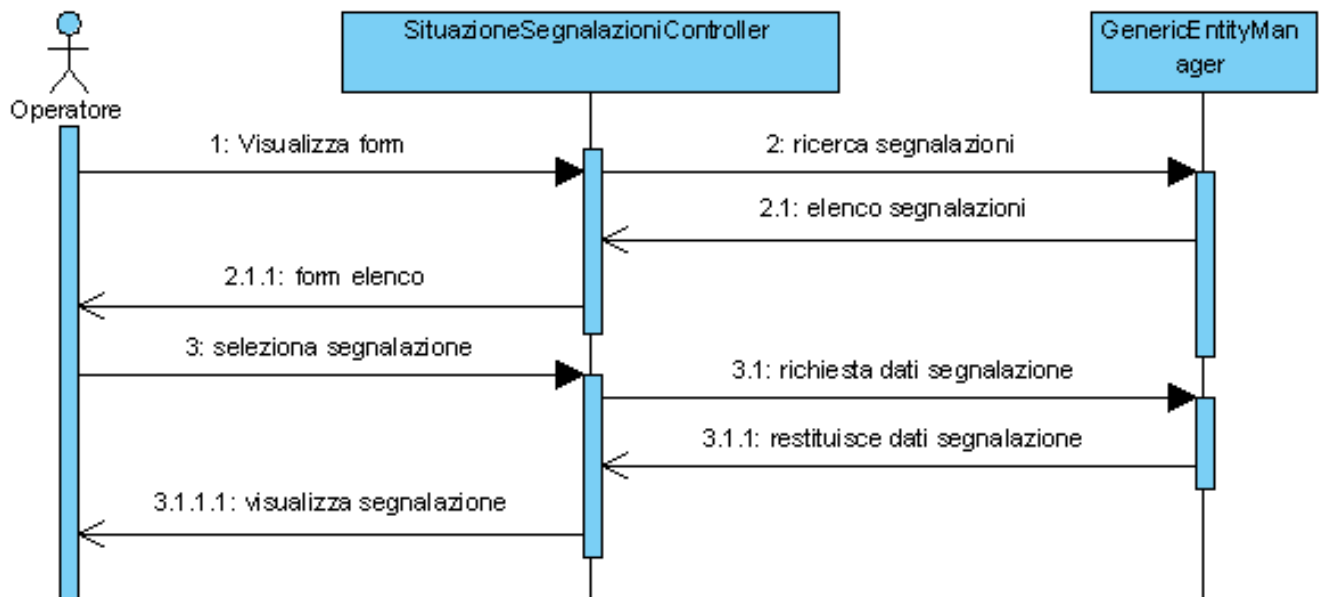 SituazioneSegnalazioniController
GenericEntityMan
ager
Operatore
1: Visualizza form
2: ricerca segnalazioni
2.1: elenco segnalazioni
2.1.1: form elenco
3: seleziona segnalazione
3.1: richiesta dati segnalazione
3.1.1: restituisce dati segnalazione
3.1.1.1: visualizza segnalazione